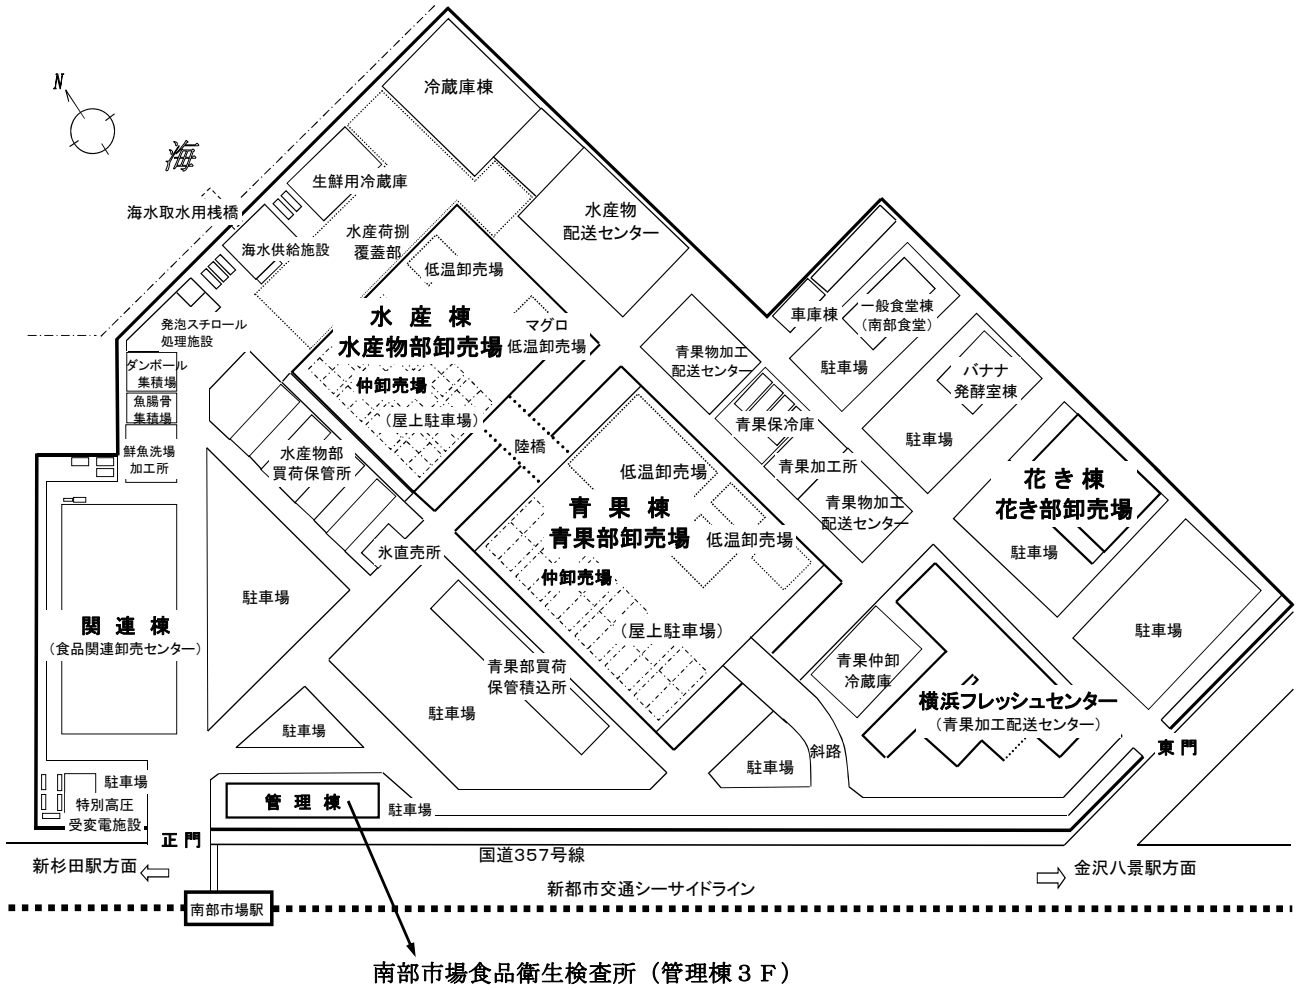 N
海
冷蔵庫棟
生鮮用冷蔵庫
海水取水用桟橋
水産物
配送センター
水産荷捌
覆蓋部
海水供給施設
低温卸売場
発泡スチロール
処理施設
水産棟
水産物部卸売場
マグロ
低温卸売場
仲卸売場
(屋上駐車場)
ダンボール
集積場
魚腸骨
集積場
鮮魚洗場
加工所
水産物部
買荷保管所
陸橋
車庫棟
一般食堂棟
(南部食堂)
駐車場
青果物加工
配送センター
バナナ
発酵室棟
青果保冷庫
駐車場
青果加工所
青果物加工
配送センター
花き棟
花き部卸売場
駐車場
低温卸売場
青果棟
青果部卸売場
低温卸売場
仲卸売場
(屋上駐車場)
氷直売所
駐車場
関連棟
(食品関連卸売センター)
駐車場
青果部買荷
保管積込所
駐車場
青果仲卸
冷蔵庫
横浜フレッシュセンター
(青果加工配送センター)
駐車場
東門
斜路
駐車場
駐車場
特別高圧
受変電施設
管理棟
駐車場
正門
国道357号線
新杉田駅方面
金沢八景駅方面
新都市交通シーサイドライン
南部市場駅
南部市場食品衛生検査所(管理棟3F)